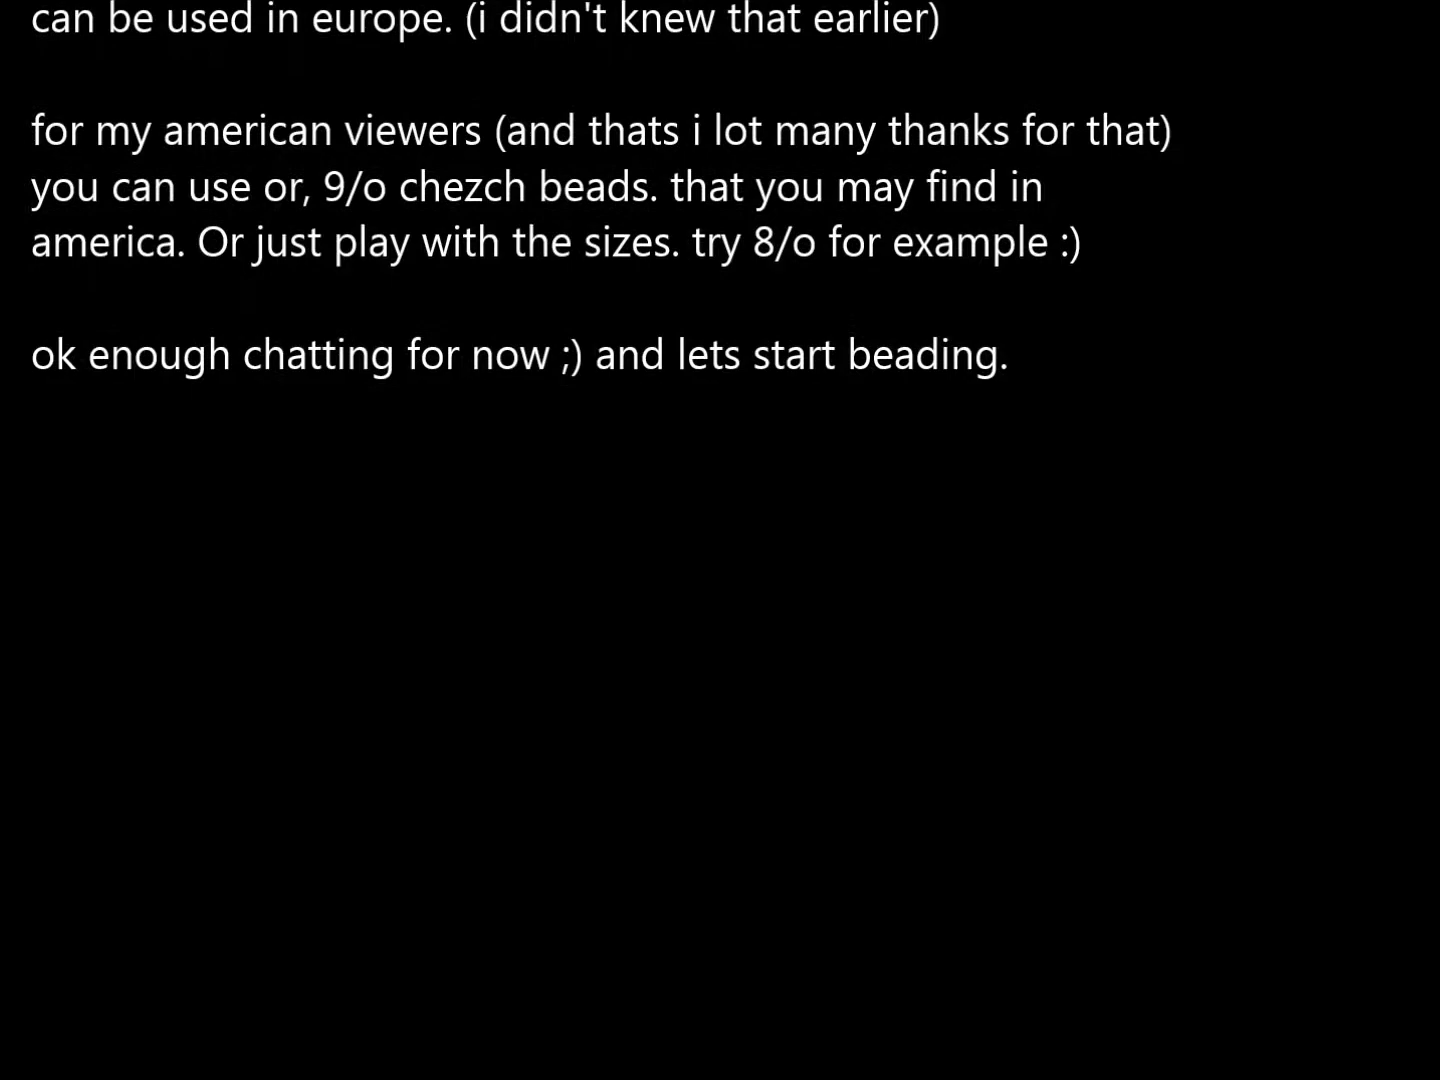 can be used in europe. (i didn't knew that earlier)
for my american viewers (and thats i lot many thanks for that)
you can use or, 9/o chezch beads. that you may find in
america. Or just play with the sizes. try 8/o for example :)
ok enough chatting for now ;) and lets start beading.